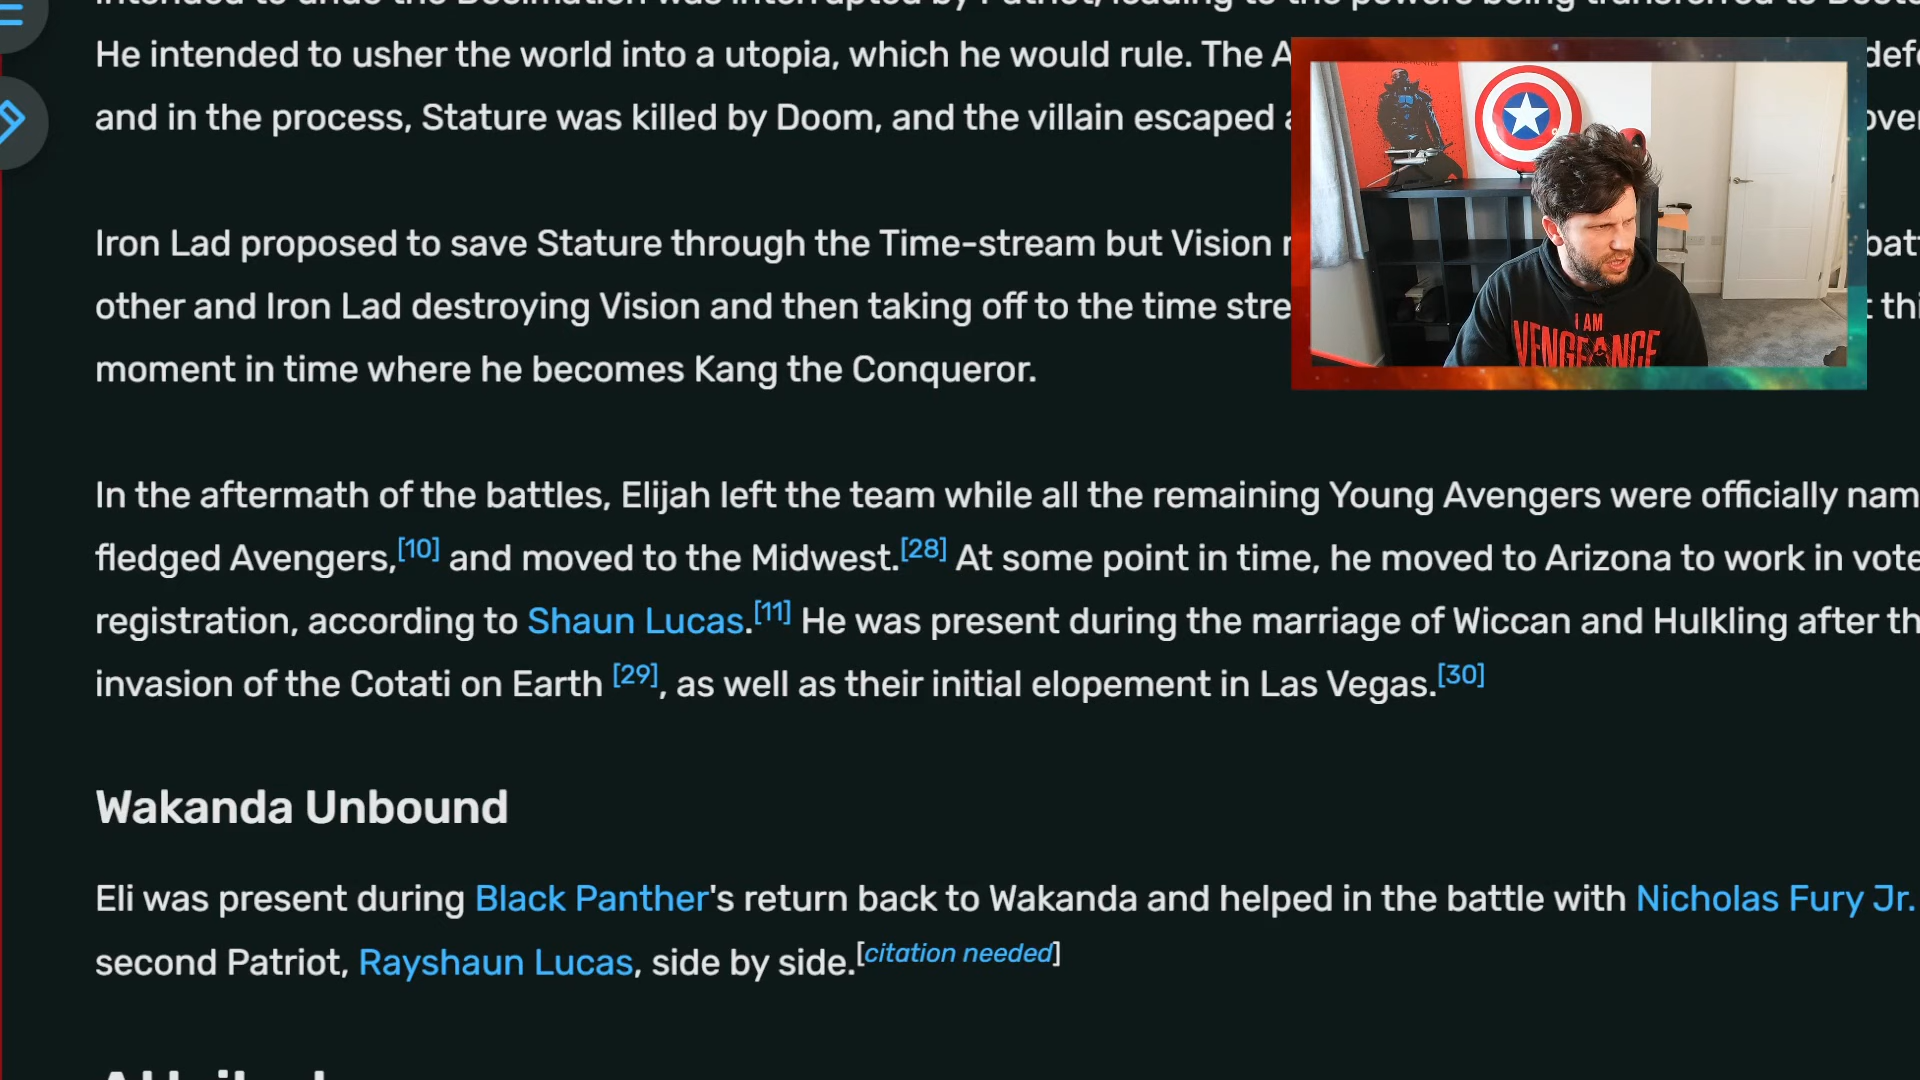 He intended to usher the world into a utopia, which he would rule. The A
and in the process, Stature was killed by Doom, and the villain escaped
Iron Lad proposed to save Stature through the Time-stream but Vision
other and Iron Lad destroying Vision and then taking off to the time stre
moment in time where he becomes Kang the Conqueror.
I AM
VENGEANCE
In the aftermath of the battles, Elijah left the team while all the remaining Young Avengers were officially nam
fledged Avengers,[10] and moved to the Midwest.[28] At some point in time, he moved to Arizona to work in vote
registration, according to Shaun Lucas.[11] He was present during the marriage of Wiccan and Hulkling after th
invasion of the Cotati on Earth [29], as well as their initial elopement in Las Vegas.[30]
Wakanda Unbound
Eli was present during Black Panther's return back to Wakanda and helped in the battle with Nicholas Fury Jr.
second Patriot, Rayshaun Lucas, side by side.[citation needed]